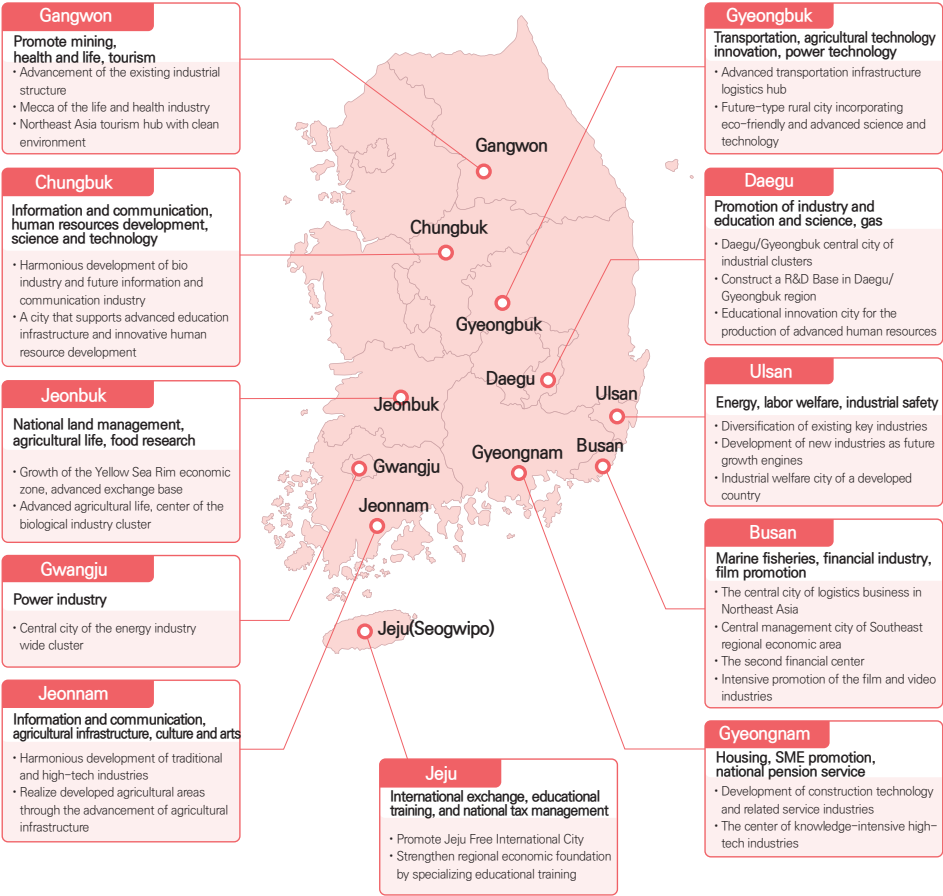 Gangwon
Promote mining,
health and life, tourism
• Advancement of the existing industrial
structure
• Mecca of the life and health industry
• Northeast Asia tourism hub with clean
environment
Chungbuk
Information and communication,
human resources development,
science and technology
• Harmonious development of bio
industry and future information and
communication industry
• A city that supports advanced education
infrastructure and innovative human
resource development
Jeonbuk
National land management,
agricultural life, food research
• Growth of the Yellow Sea Rim economic
zone, advanced exchange base
• Advanced agricultural life, center of the
biological industry cluster
Gwangju
Power industry
• Central city of the energy industry
wide cluster
Jeonnam
Information and communication,
agricultural infrastructure, culture and arts
• Harmonious development of traditional
and high-tech industries
• Realize developed agricultural areas
through the advancement of agricultural
infrastructure
Gangwon
Chungbuk
Gyeongbuk
Daegu
Ulsan
Jeonbuk
Gwangju
Gyeongnam
Busan
Jeonnam
Jeju(Seogwipo)
Jeju
International exchange, educational
training, and national tax management
• Promote Jeju Free International City
• Strengthen regional economic foundation
by specializing educational training
Gyeongbuk
Transportation, agricultural technology
innovation, power technology
• Advanced transportation infrastructure
logistics hub
• Future-type rural city incorporating
eco-friendly and advanced science and
technology
Daegu
Promotion of industry and
education and science, gas
• Daegu/Gyeongbuk central city of
industrial clusters
• Construct a R&D Base in Daegu/
Gyeongbuk region
• Educational innovation city for the
production of advanced human resources
Ulsan
Energy, labor welfare, industrial safety
• Diversification of existing key industries
• Development of new industries as future
growth engines
• Industrial welfare city of a developed
country
Busan
Marine fisheries, financial industry,
film promotion
• The central city of logistics business in
Northeast Asia
• Central management city of Southeast
regional economic area
• The second financial center
• Intensive promotion of the film and video
industries
Gyeongnam
Housing, SME promotion,
national pension service
• Development of construction technology
and related service industries
• The center of knowledge-intensive high-
tech industries